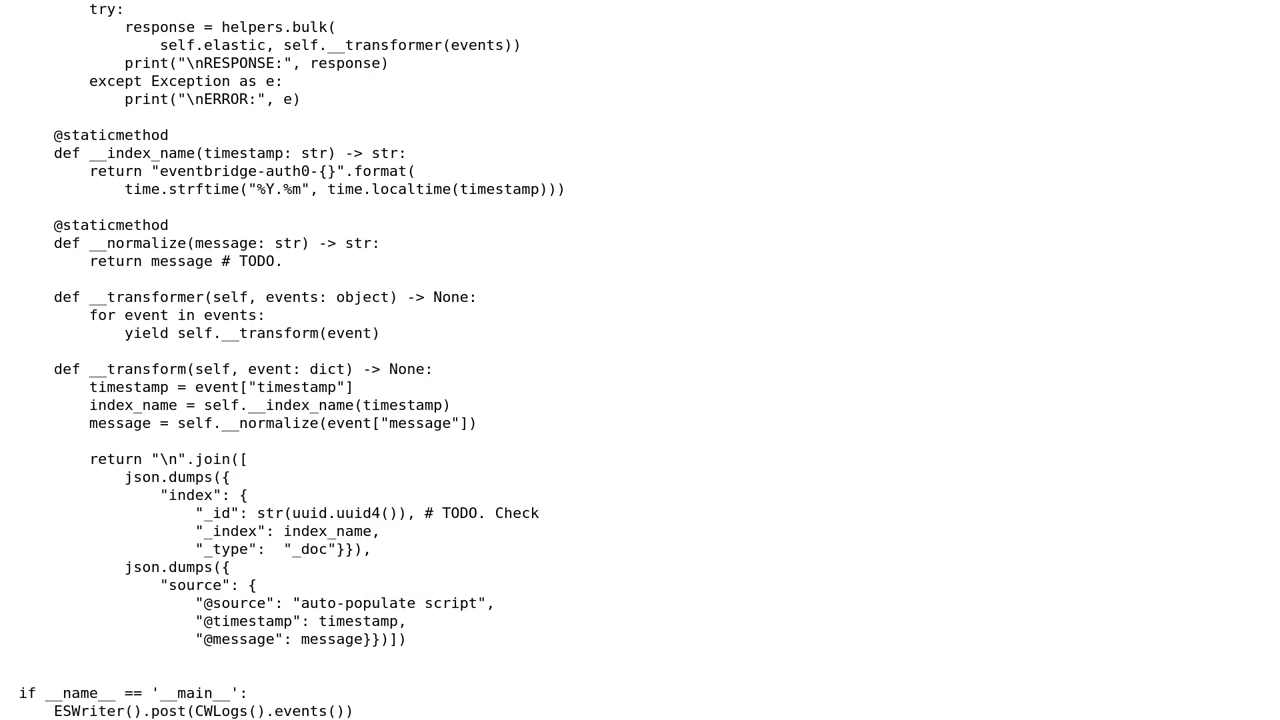 try:
            response = helpers.bulk(
                self.elastic, self.__transformer(events))
            print("\nRESPONSE:", response)
        except Exception as e:
            print("\nERROR:", e)

    @staticmethod
    def __index_name(timestamp: str) -> str:
        return "eventbridge-auth0-{}".format(
            time.strftime("%Y.%m", time.localtime(timestamp)))

    @staticmethod
    def __normalize(message: str) -> str:
        return message # TODO.

    def __transformer(self, events: object) -> None:
        for event in events:
            yield self.__transform(event)

    def __transform(self, event: dict) -> None:
        timestamp = event["timestamp"]
        index_name = self.__index_name(timestamp)
        message = self.__normalize(event["message"])

        return "\n".join([
            json.dumps({
                "index": {
                    "_id": str(uuid.uuid4()), # TODO. Check
                    "_index": index_name,
                    "_type":  "_doc"}}),
            json.dumps({
                "source": {
                    "@source": "auto-populate script",
                    "@timestamp": timestamp,
                    "@message": message}})])


if __name__ == '__main__':
    ESWriter().post(CWLogs().events())